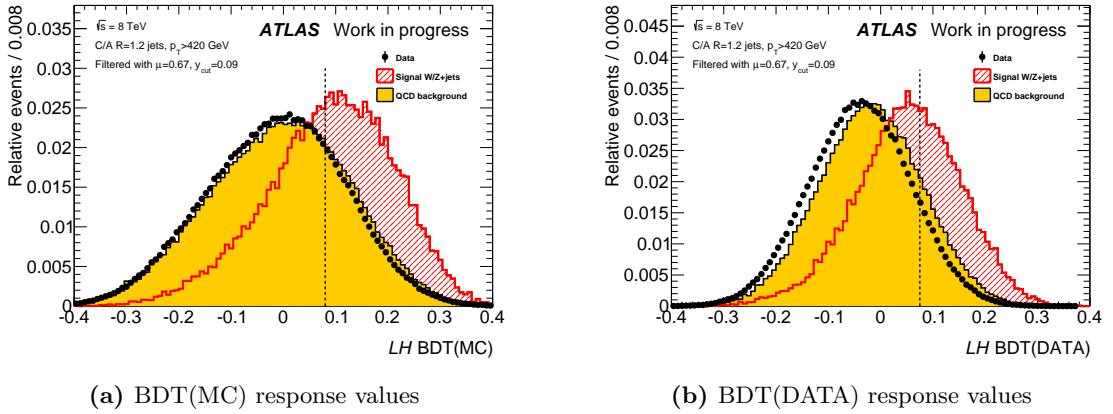 √s = 8 TeV
ATLAS Work in progress
C/A R=1.2 jets, p_T>420 GeV
Filtered with μ=0.67, y_cut=0.09
Data
Signal W/Z+jets
QCD background
Relative events / 0.008
0.03
0.025
0.02
0.015
0.01
0.005
0
-0.4 -0.3 -0.2 -0.1 0 0.1 0.2 0.3 0.4
LH BDT(MC)
(a) BDT(MC) response values
√s = 8 TeV
ATLAS Work in progress
C/A R=1.2 jets, p_T>420 GeV
Filtered with μ=0.67, y_cut=0.09
Data
Signal W/Z+jets
QCD background
Relative events / 0.008
0.045
0.04
0.035
0.03
0.025
0.02
0.015
0.01
0.005
0
-0.4 -0.3 -0.2 -0.1 0 0.1 0.2 0.3 0.4
LH BDT(DATA)
(b) BDT(DATA) response values